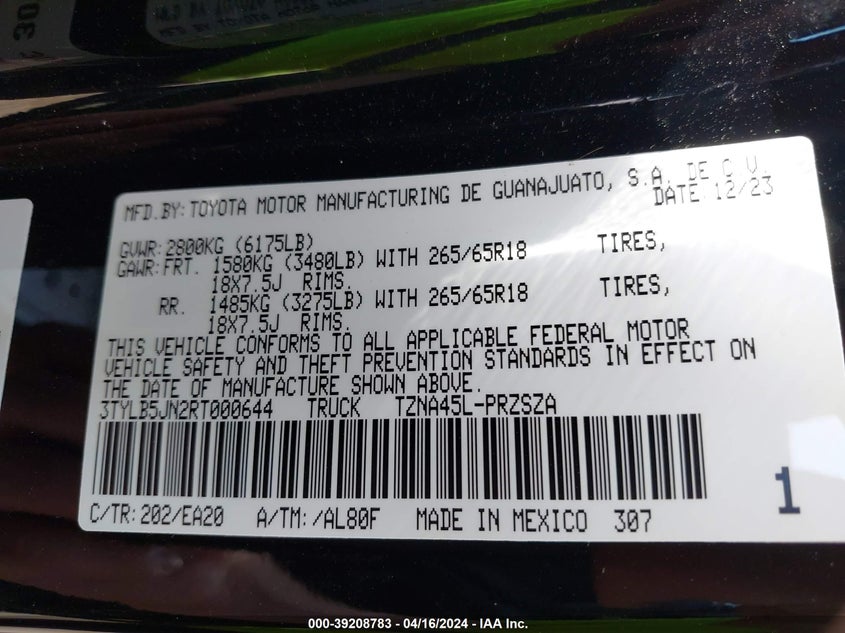 MFD.BY:TOYOTA MOTOR MANUFACTURING DE GUANAJUATO, S.A. DE C.V.
DATE:12/23
GVWR:2800KG (6175LB)
GAWR:FRT. 1580KG (3480LB) WITH 265/65R18 TIRES,
18X7.5J RIMS.
RR. 1485KG (3275LB) WITH 265/65R18 TIRES,
18X7.5J RIMS.
THIS VEHICLE CONFORMS TO ALL APPLICABLE FEDERAL MOTOR
VEHICLE SAFETY AND THEFT PREVENTION STANDARDS IN EFFECT ON
THE DATE OF MANUFACTURE SHOWN ABOVE.
3TYLB5JN2RT000644 TRUCK TZNA45L-PRZSZA
1
C/TR:202/EA20 A/TM:/AL80F MADE IN MEXICO 307
000-39208783 - 04/16/2024 - IAA Inc.